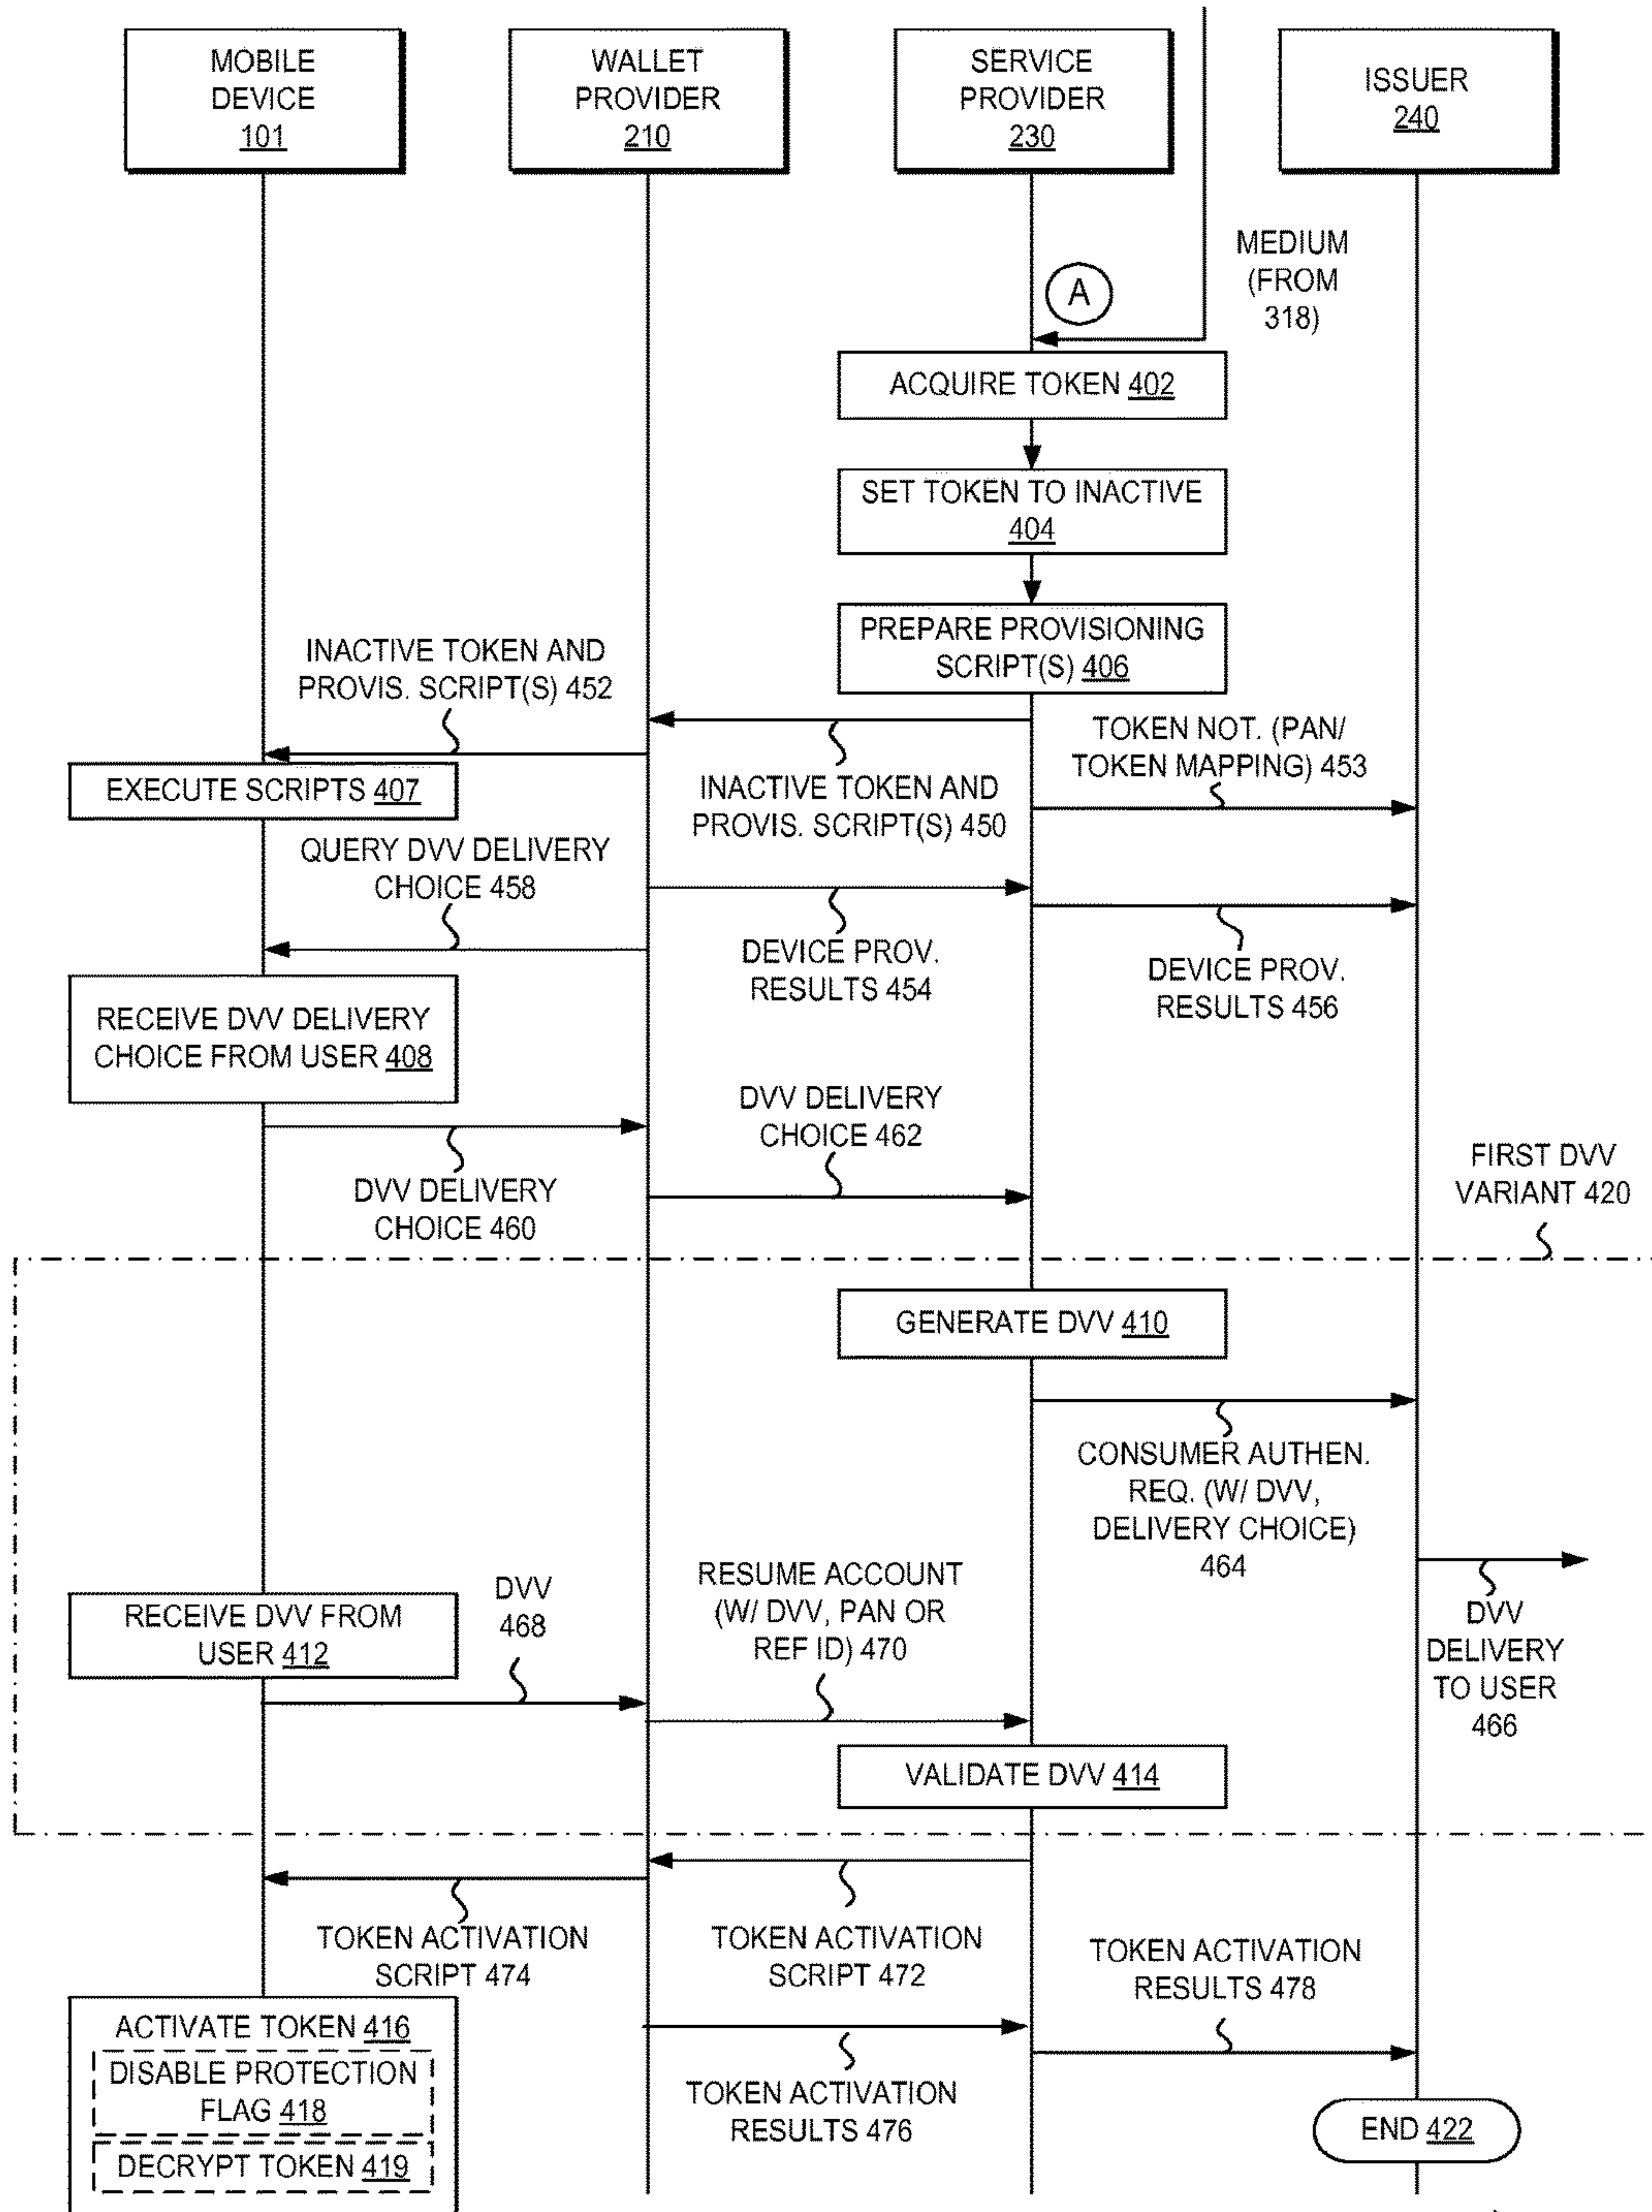 MOBILE
DEVICE
101
WALLET
PROVIDER
210
SERVICE
PROVIDER
230
ISSUER
240
MEDIUM
(FROM
318)
A
ACQUIRE TOKEN 402
SET TOKEN TO INACTIVE
404
PREPARE PROVISIONING
SCRIPT(S) 406
INACTIVE TOKEN AND
PROVIS. SCRIPT(S) 452
TOKEN NOT. (PAN/
TOKEN MAPPING) 453
EXECUTE SCRIPTS 407
INACTIVE TOKEN AND
PROVIS. SCRIPT(S) 450
QUERY DVV DELIVERY
CHOICE 458
DEVICE PROV.
RESULTS 454
DEVICE PROV.
RESULTS 456
RECEIVE DVV DELIVERY
CHOICE FROM USER 408
DVV DELIVERY
CHOICE 462
DVV DELIVERY
CHOICE 460
FIRST DVV
VARIANT 420
GENERATE DVV 410
CONSUMER AUTHEN.
REQ. (W/ DVV,
DELIVERY CHOICE)
464
RECEIVE DVV FROM
USER 412
DVV
468
RESUME ACCOUNT
(W/ DVV, PAN OR
REF ID) 470
DVV
DELIVERY
TO USER
466
VALIDATE DVV 414
TOKEN ACTIVATION
SCRIPT 474
TOKEN ACTIVATION
SCRIPT 472
TOKEN ACTIVATION
RESULTS 478
ACTIVATE TOKEN 416
DISABLE PROTECTION
FLAG 418
DECRYPT TOKEN 419
TOKEN ACTIVATION
RESULTS 476
END 422